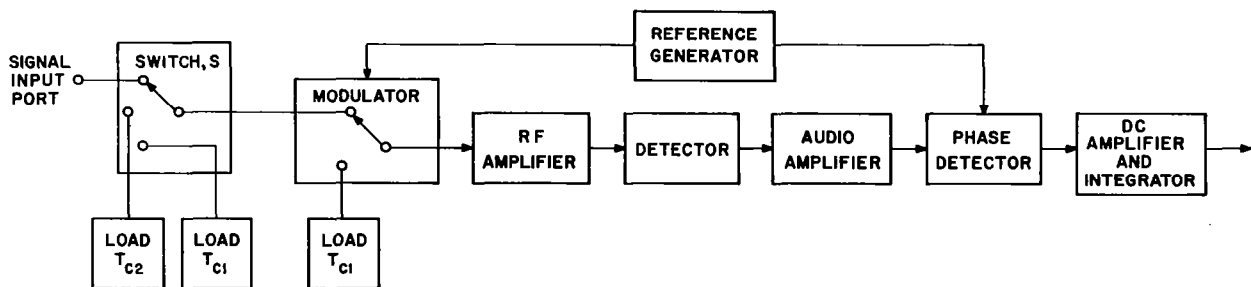 SIGNAL
INPUT
PORT
SWITCH, S
MODULATOR
REFERENCE
GENERATOR
RF
AMPLIFIER
DETECTOR
AUDIO
AMPLIFIER
PHASE
DETECTOR
DC
AMPLIFIER
AND
INTEGRATOR
LOAD
TC2
LOAD
TC1
LOAD
TC1